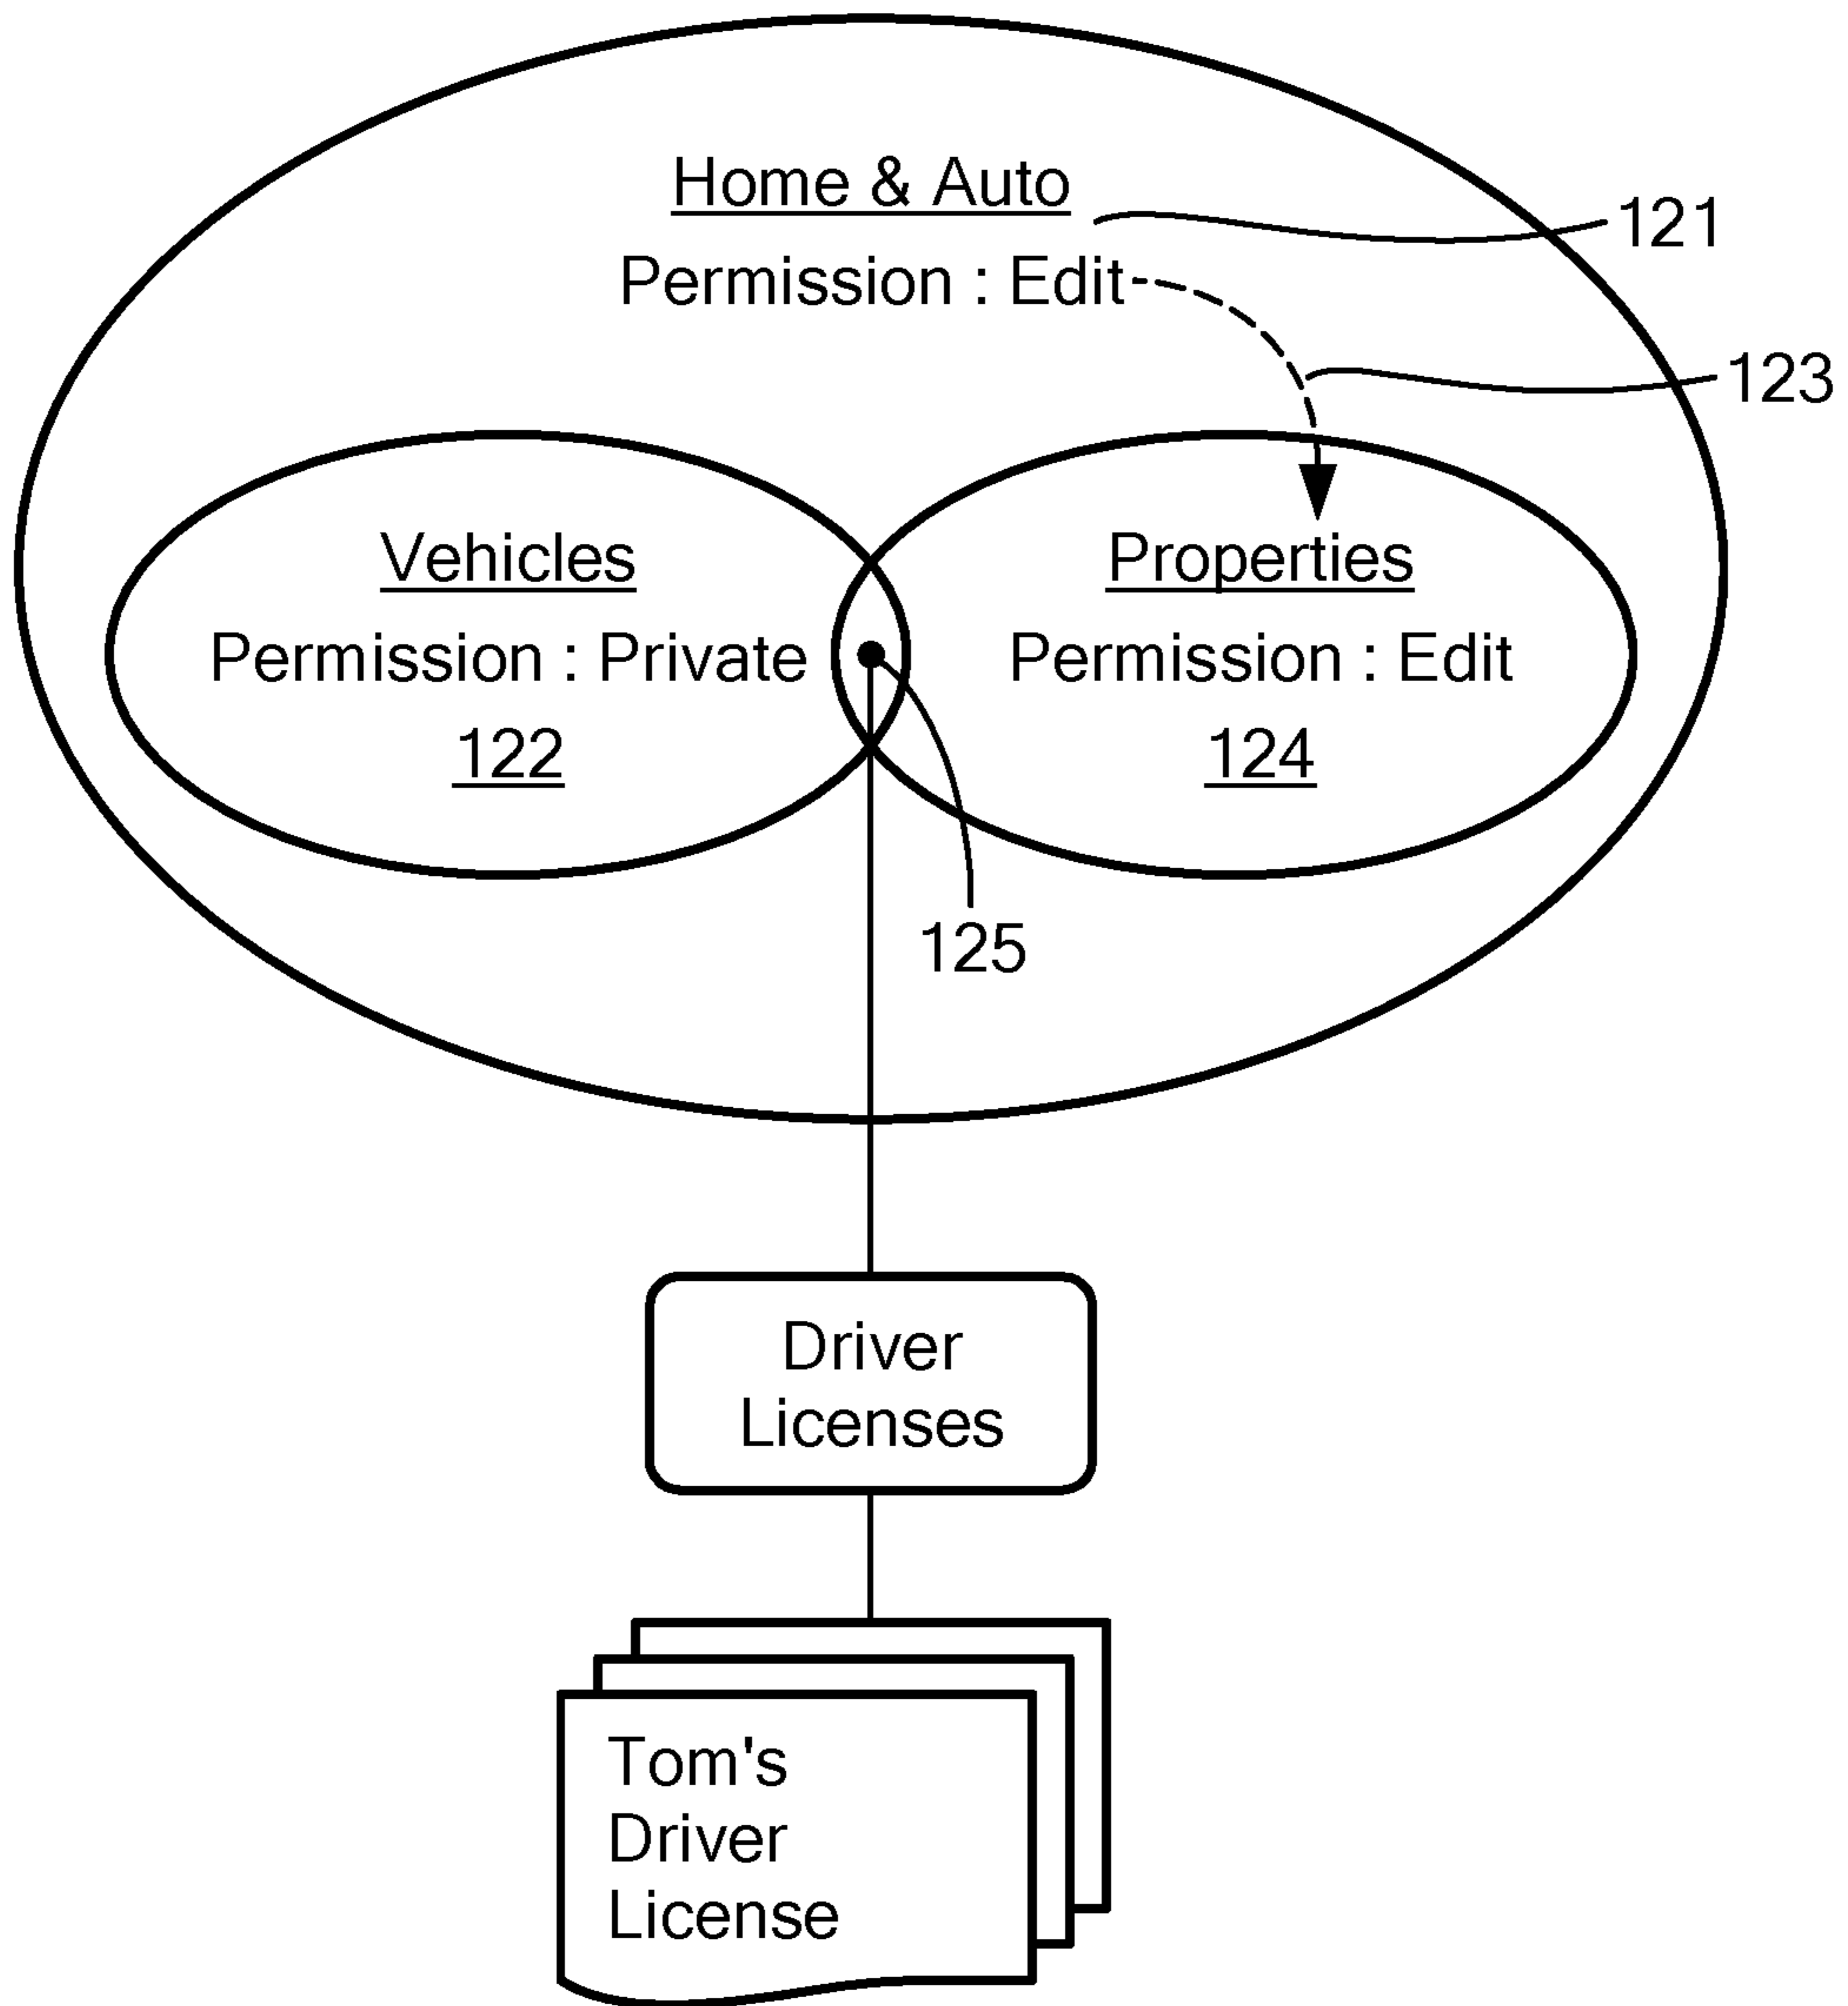 Home & Auto
121
Permission : Edit
123
Vehicles
Properties
Permission : Private
Permission : Edit
122
124
125
Driver
Licenses
Tom's
Driver
License